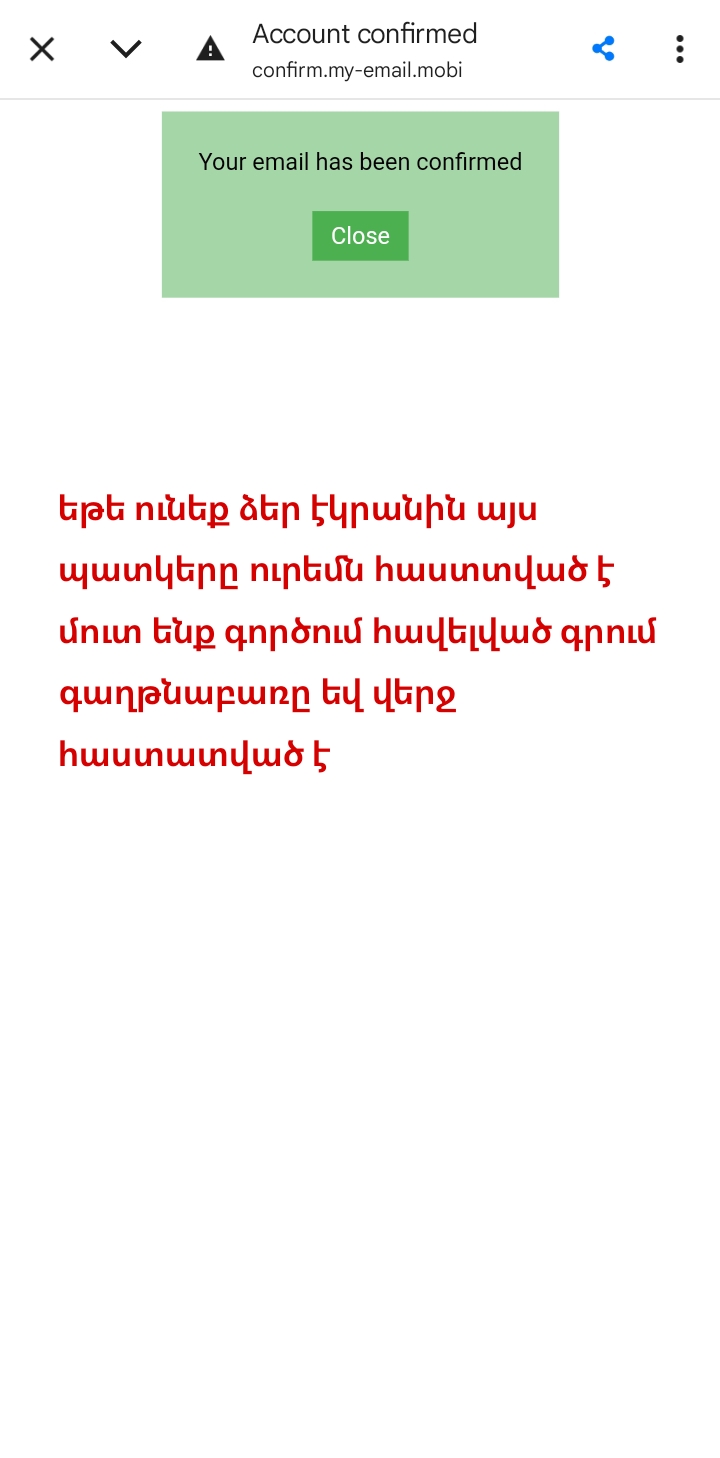 Account confirmed
confirm.my-email.mobi
Your email has been confirmed
Close
եթե ունեք ձեր էկրանին այս
պատկերը ուրեմն հաստտված է
մուտ ենք գործում հավելված գրում
գաղթնաբառը եվ վերջ
հաստատված է